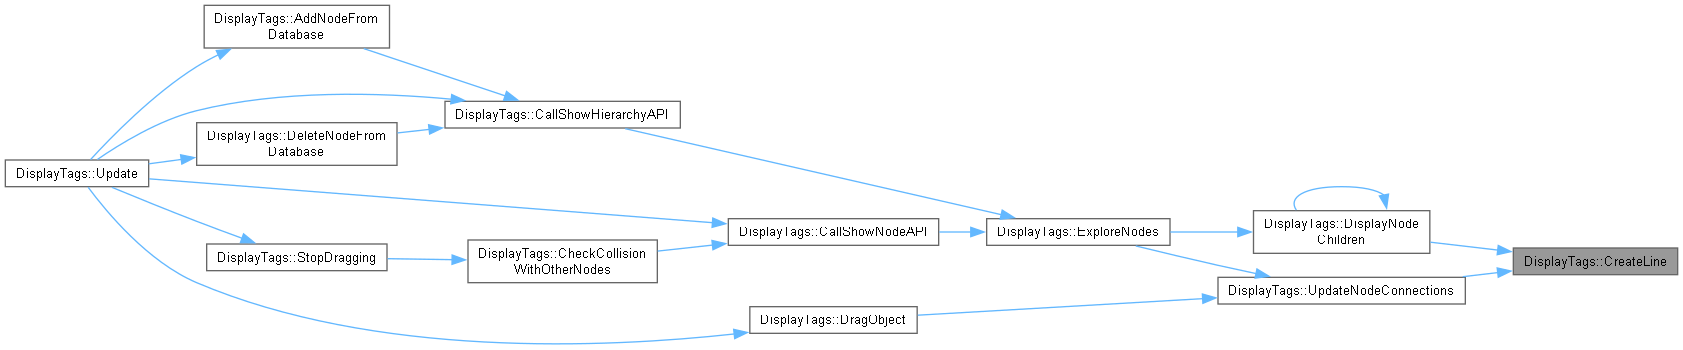 DisplayTags::AddNodeFrom
Database
DisplayTags::CallShowHierarchyAPI
DisplayTags::DeleteNodeFrom
Database
DisplayTags::Update
DisplayTags::CallShowNodeAPI
DisplayTags::ExploreNodes
DisplayTags::DisplayNode
Children
DisplayTags::StopDragging
DisplayTags::CheckCollision
WithOtherNodes
DisplayTags::CreateLine
DisplayTags::UpdateNodeConnections
DisplayTags::DragObject